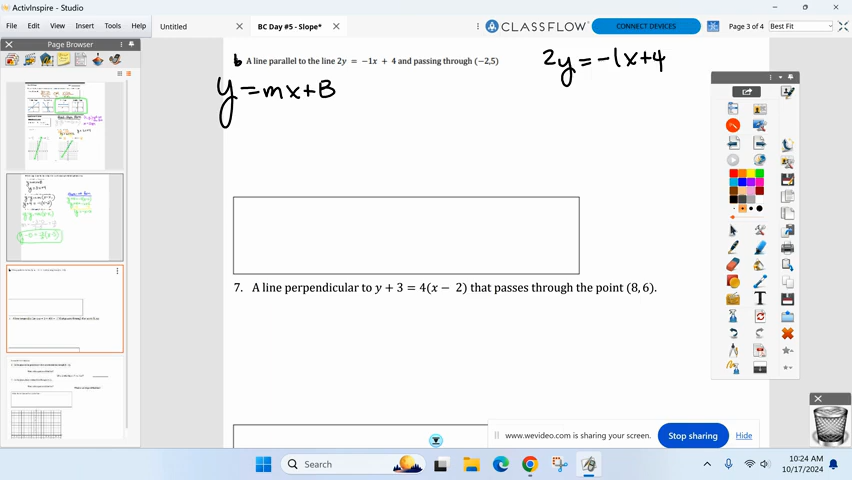 ActivInspire - Studio
File Edit View Insert Tools Help
Untitled
BC Day #5 - Slope*
CLASSFLOW
CONNECT DEVICES
Page 3 of 4
Best Fit
Page Browser
6 A line parallel to the line 2y = −1x + 4 and passing through (−2,5)
2y = -1x+4
y = mx+B
7. A line perpendicular to y + 3 = 4(x − 2) that passes through the point (8, 6).
www.wevideo.com is sharing your screen.
Stop sharing
Hide
Search
10:24 AM
10/17/2024